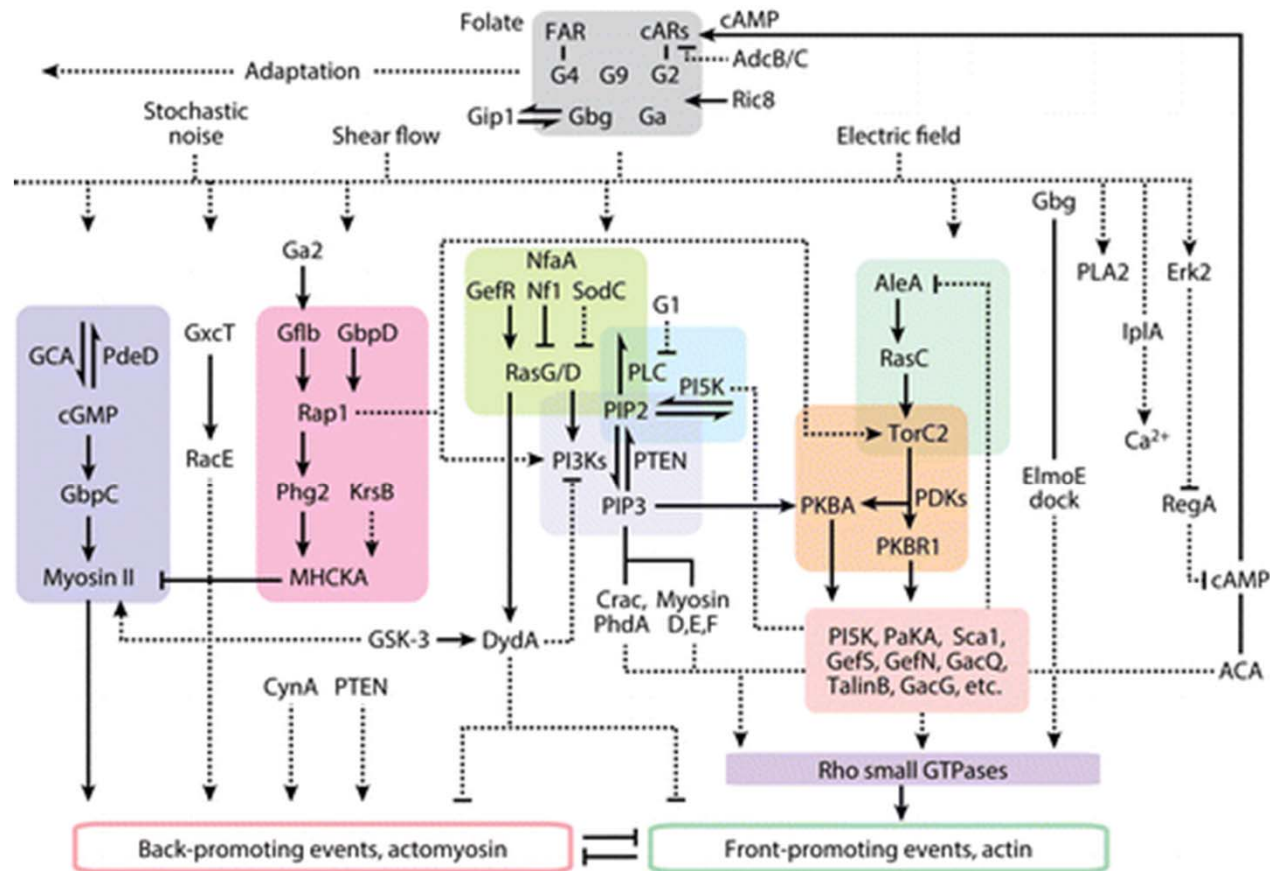 Folate
FAR
cARs
cAMP
G4
G9
G2
AdcB/C
Adaptation
Gip1
Gbg
Ga
Ric8
Stochastic
noise
Shear flow
Electric field
Gbg
Ga2
NfaA
PLA2
Erk2
GefR
Nf1
SodC
G1
AleA
GCA
PdeD
GxcT
Gflb
GbpD
IplA
RasG/D
PLC
RasC
PI5K
cGMP
Rap1
PIP2
TorC2
Ca2+
RacE
PI3Ks
PTEN
GbpC
Phg2
KrsB
ElmoE
dock
PIP3
PKBA
PDKs
RegA
PKBR1
Myosin II
MHCKA
cAMP
Crac,
PhdA
Myosin
D,E,F
GSK-3
DydA
PI5K, PaKA, Sca1,
GefS, GefN, GacQ,
TalinB, GacG, etc.
ACA
CynA
PTEN
Rho small GTPases
Back-promoting events, actomyosin
Front-promoting events, actin